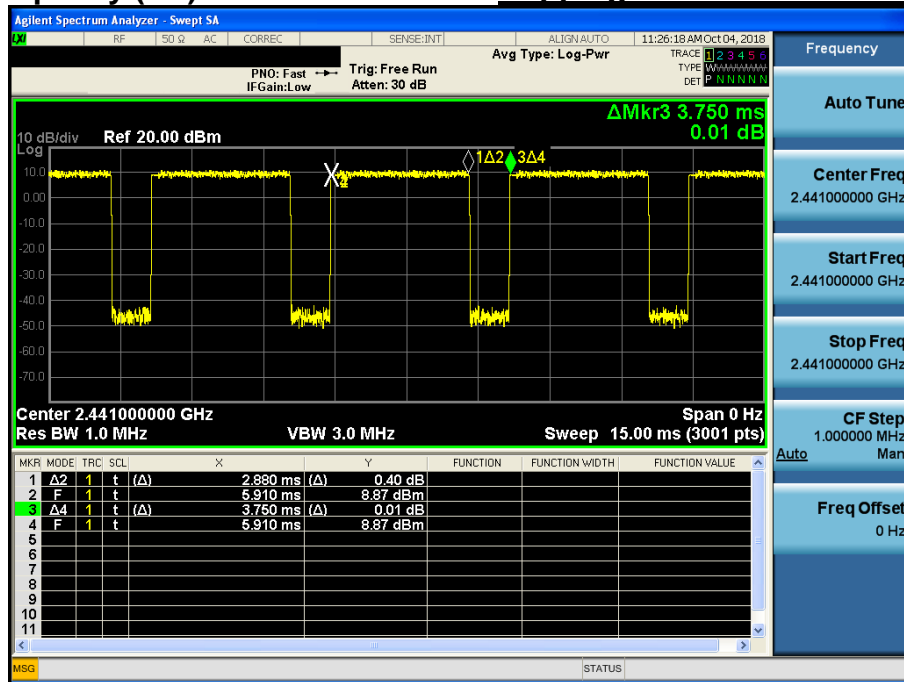 Agilent Spectrum Analyzer - Swept SA
LXI RF 50 Ω AC CORREC SENSE:INT ALIGN AUTO 11:26:18 AM Oct 04, 2018
Avg Type: Log-Pwr TRACE 1 2 3 4 5 6
PNO: Fast Trig: Free Run TYPE WWWWWW
IFGain:Low Atten: 30 dB DET P N N N N N
ΔMkr3 3.750 ms
0.01 dB
10 dB/div Ref 20.00 dBm
Log
1Δ2 3Δ4
10.0
0.00
-10.0
-20.0
-30.0
-40.0
-50.0
-60.0
-70.0
Center 2.441000000 GHz Span 0 Hz
Res BW 1.0 MHz VBW 3.0 MHz Sweep 15.00 ms (3001 pts)
MKR MODE TRC SCL X Y FUNCTION FUNCTION WIDTH FUNCTION VALUE
1 Δ2 1 t (Δ) 2.880 ms (Δ) 0.40 dB
2 F 1 t 5.910 ms 8.87 dBm
3 Δ4 1 t (Δ) 3.750 ms (Δ) 0.01 dB
4 F 1 t 5.910 ms 8.87 dBm
5
6
7
8
9
10
11
MSG STATUS
Frequency
Auto Tune
Center Freq
2.441000000 GHz
Start Freq
2.441000000 GHz
Stop Freq
2.441000000 GHz
CF Step
1.000000 MHz
Auto Man
Freq Offset
0 Hz